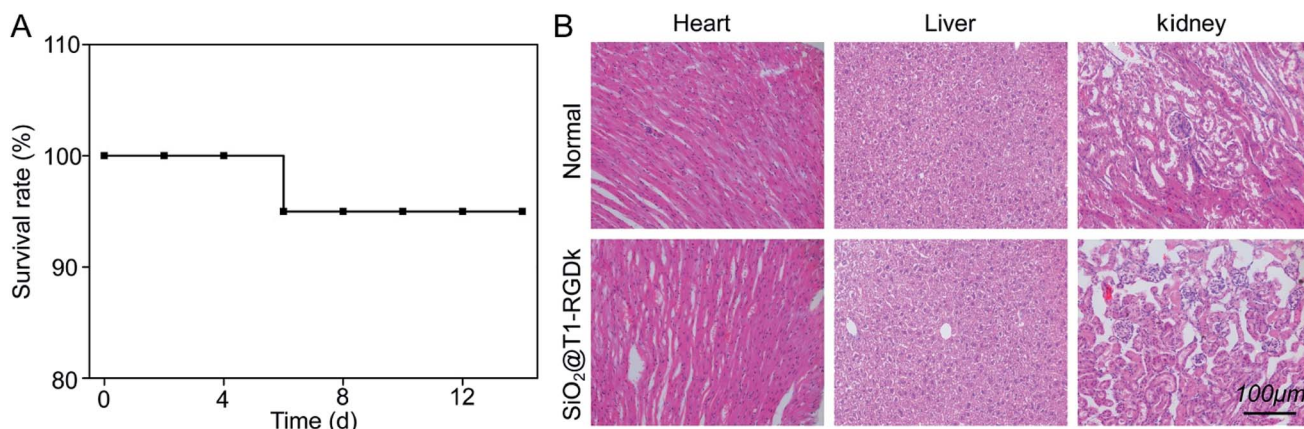 A
110
100
90
80
Survival rate (%)
0 4 8 12
Time (d)
B
Heart Liver kidney
Normal
SiO₂@T1-RGDk
100μm